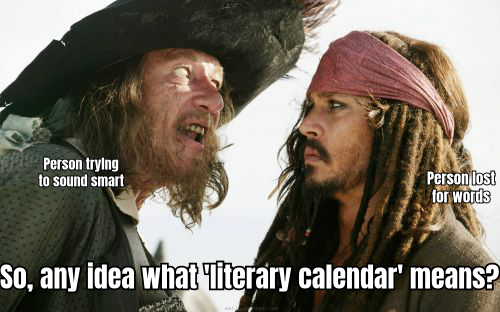 Person trying
to sound smart
Person lost
for words
So, any idea what 'literary calendar' means?